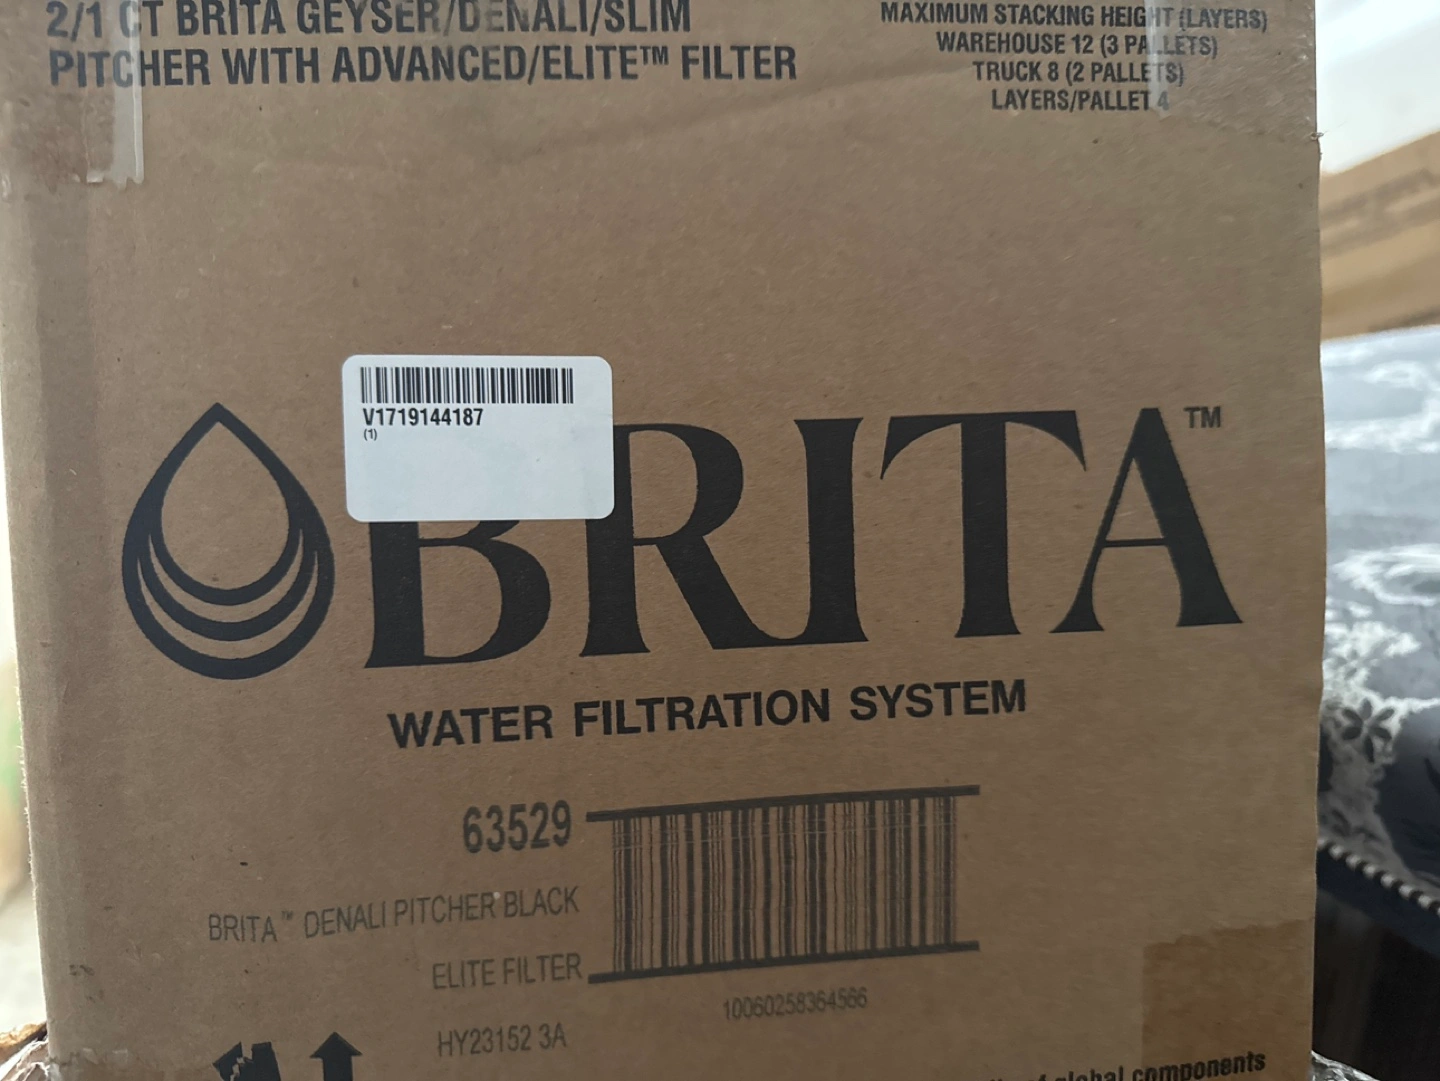 2/1 CT BRITA GEYSER/DENALI/SLIM
PITCHER WITH ADVANCED/ELITE™ FILTER
MAXIMUM STACKING HEIGHT (LAYERS)
WAREHOUSE 12 (3 PALLETS)
TRUCK 8 (2 PALLETS)
LAYERS/PALLET 4
V1719144187
(1)
BRITA™
WATER FILTRATION SYSTEM
63529
BRITA™ DENALI PITCHER BLACK
ELITE FILTER
10060258364566
HY23152 3A
of global components